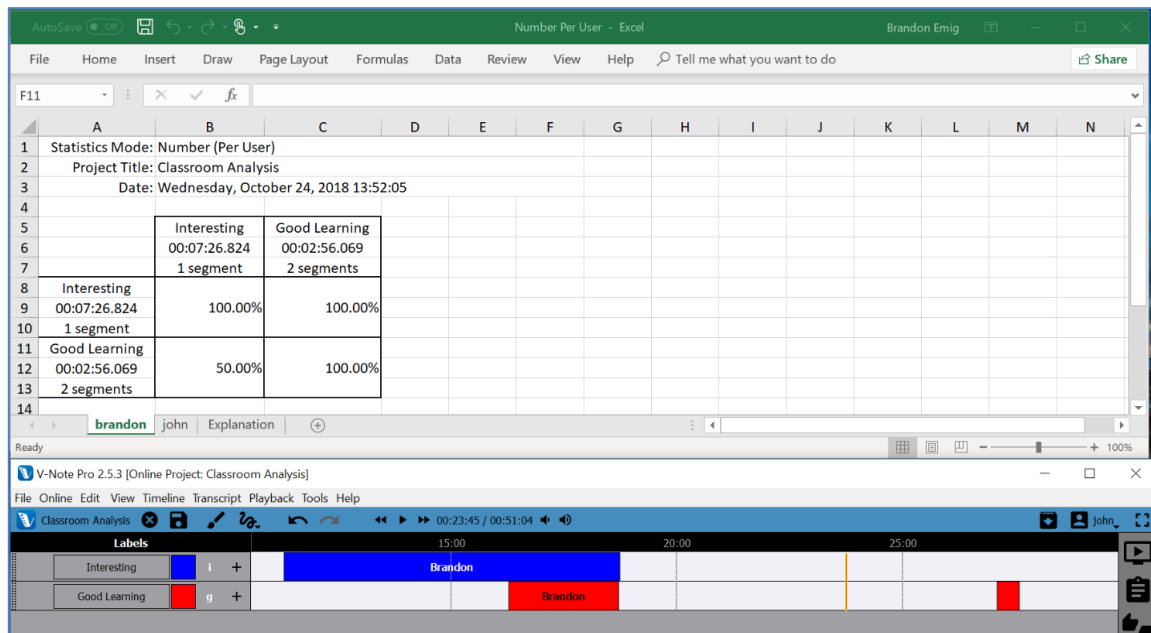 AutoSave Off Number Per User - Excel Brandon Emig
File Home Insert Draw Page Layout Formulas Data Review View Help Tell me what you want to do Share
F11 fx
A B C D E F G H I J K L M N
1 Statistics Mode: Number (Per User)
2 Project Title: Classroom Analysis
3 Date: Wednesday, October 24, 2018 13:52:05
4
5 Interesting Good Learning
6 00:07:26.824 00:02:56.069
7 1 segment 2 segments
8 Interesting
9 00:07:26.824 100.00% 100.00%
10 1 segment
11 Good Learning
12 00:02:56.069 50.00% 100.00%
13 2 segments
14
brandon john Explanation
Ready 100%
V-Note Pro 2.5.3 [Online Project: Classroom Analysis]
File Online Edit View Timeline Transcript Playback Tools Help
Classroom Analysis 00:23:45 / 00:51:04 john
Labels 15:00 20:00 25:00
Interesting i + Brandon
Good Learning g + Brandon